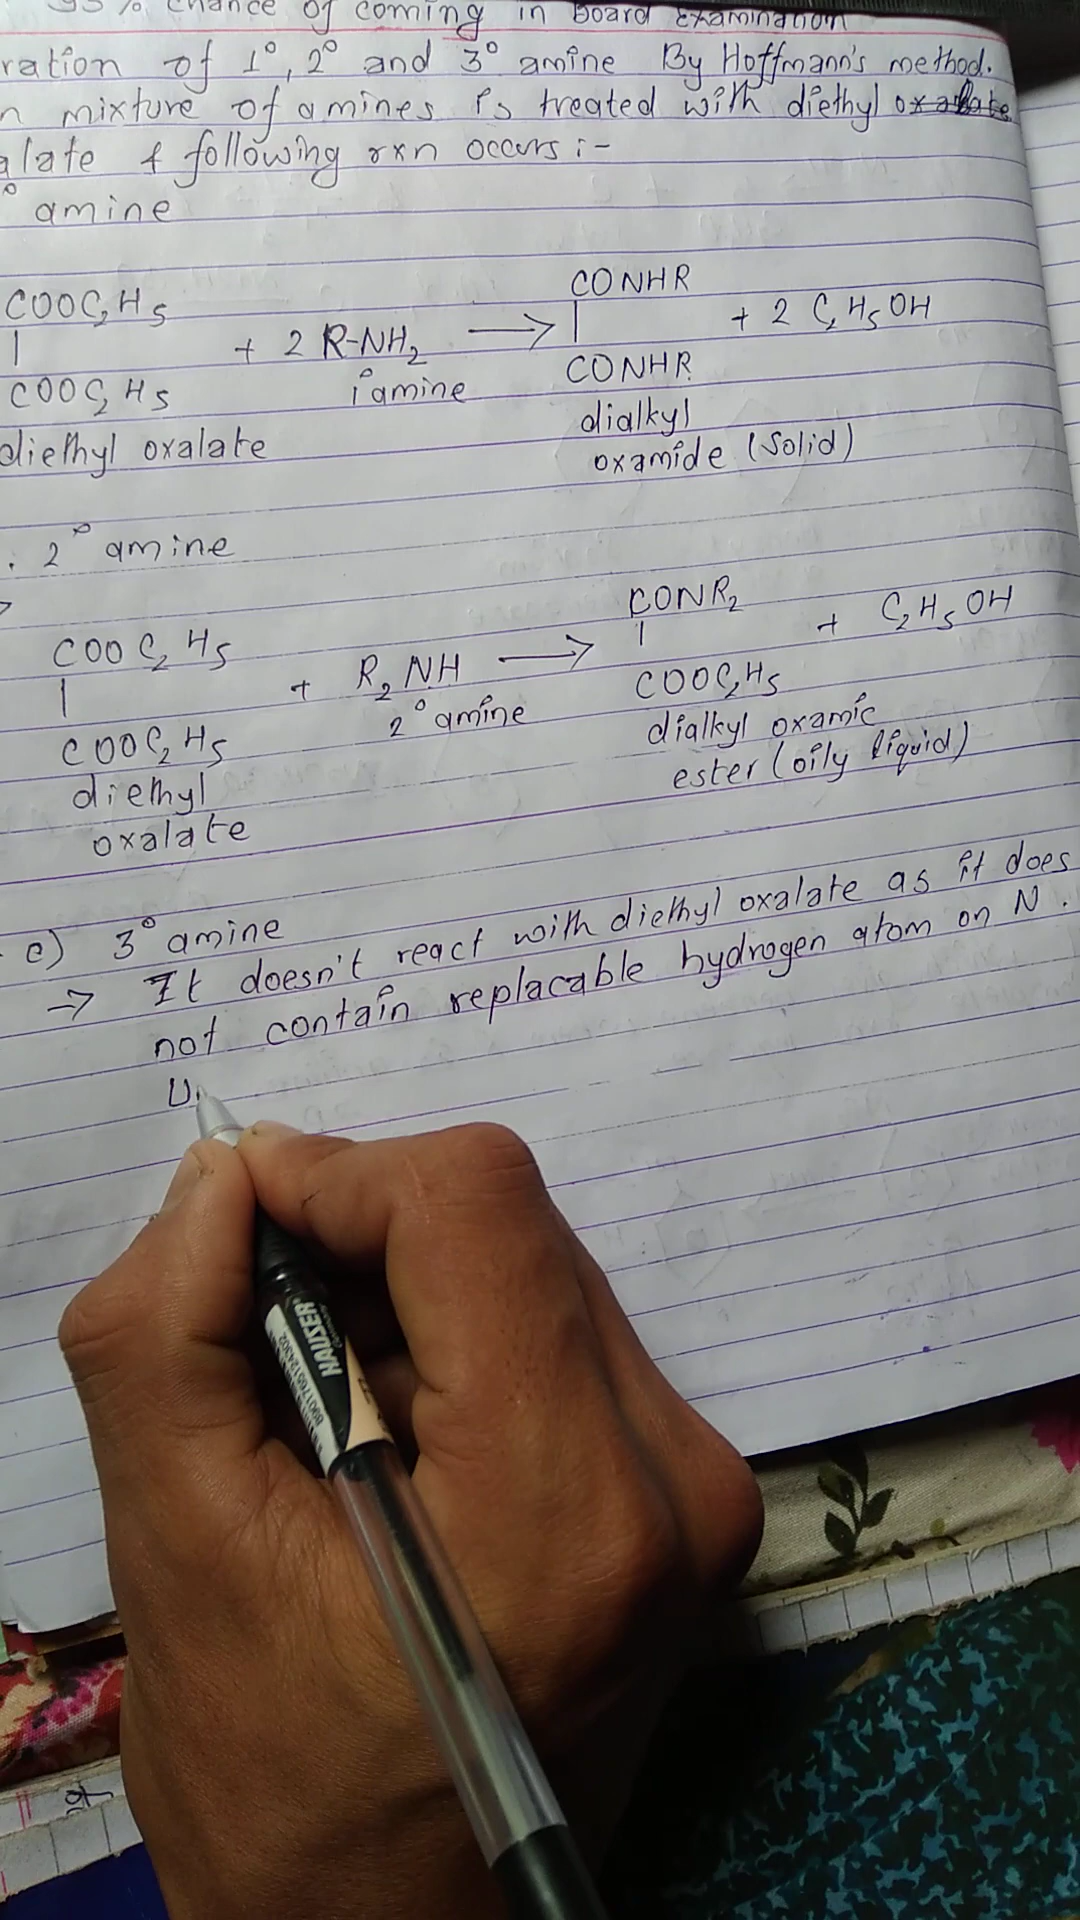 95% chance of coming in board examination
ration of 1°, 2° and 3° amine By Hoffmann's method.
n mixture of amines is treated with diethyl oxalate
alate & following rxn occurs :-
° amine
CONHR
COOC2H5
| + 2 R-NH2 → | + 2 C2H5OH
COOC2H5 1° amine CONHR
diethyl oxalate dialkyl
oxamide (solid)
. 2° amine
CONR2
COOC2H5 | + C2H5OH
| + R2NH →
2° amine COOC2H5
COOC2H5 dialkyl oxamic
diethyl ester (oily liquid)
oxalate
c) 3° amine
→ It doesn't react with diethyl oxalate as it does
not contain replacable hydrogen atom on N.
HAUSER
8901765124302